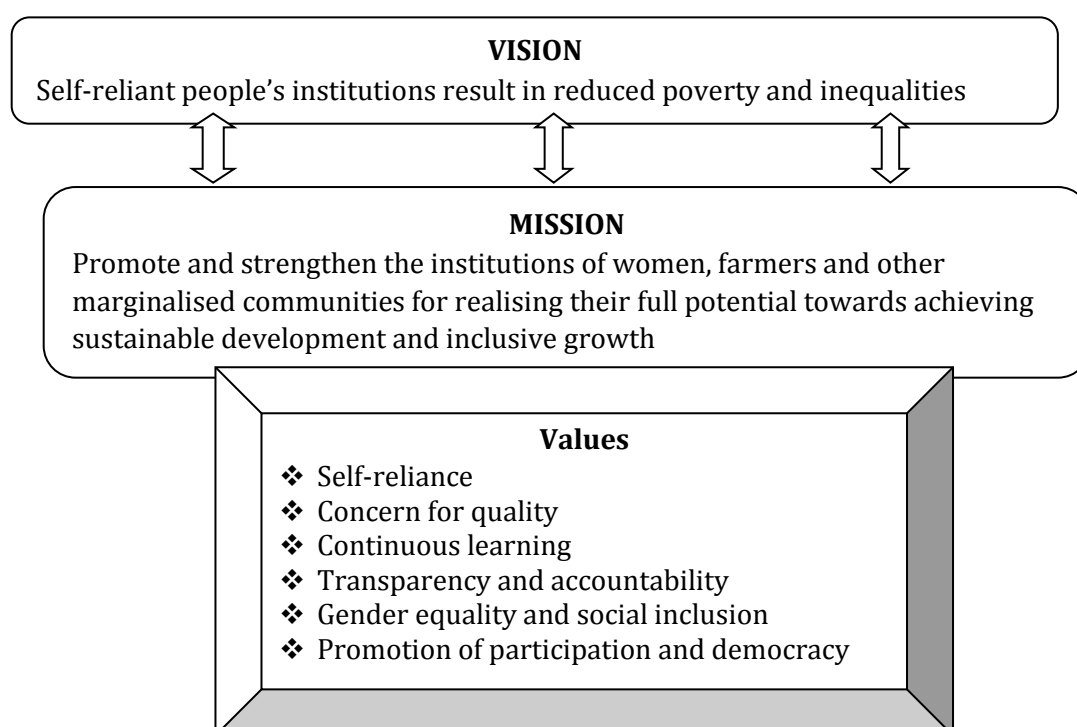 VISION
Self-reliant people’s institutions result in reduced poverty and inequalities
MISSION
Promote and strengthen the institutions of women, farmers and other
marginalised communities for realising their full potential towards achieving
sustainable development and inclusive growth
Values
❖ Self-reliance
❖ Concern for quality
❖ Continuous learning
❖ Transparency and accountability
❖ Gender equality and social inclusion
❖ Promotion of participation and democracy